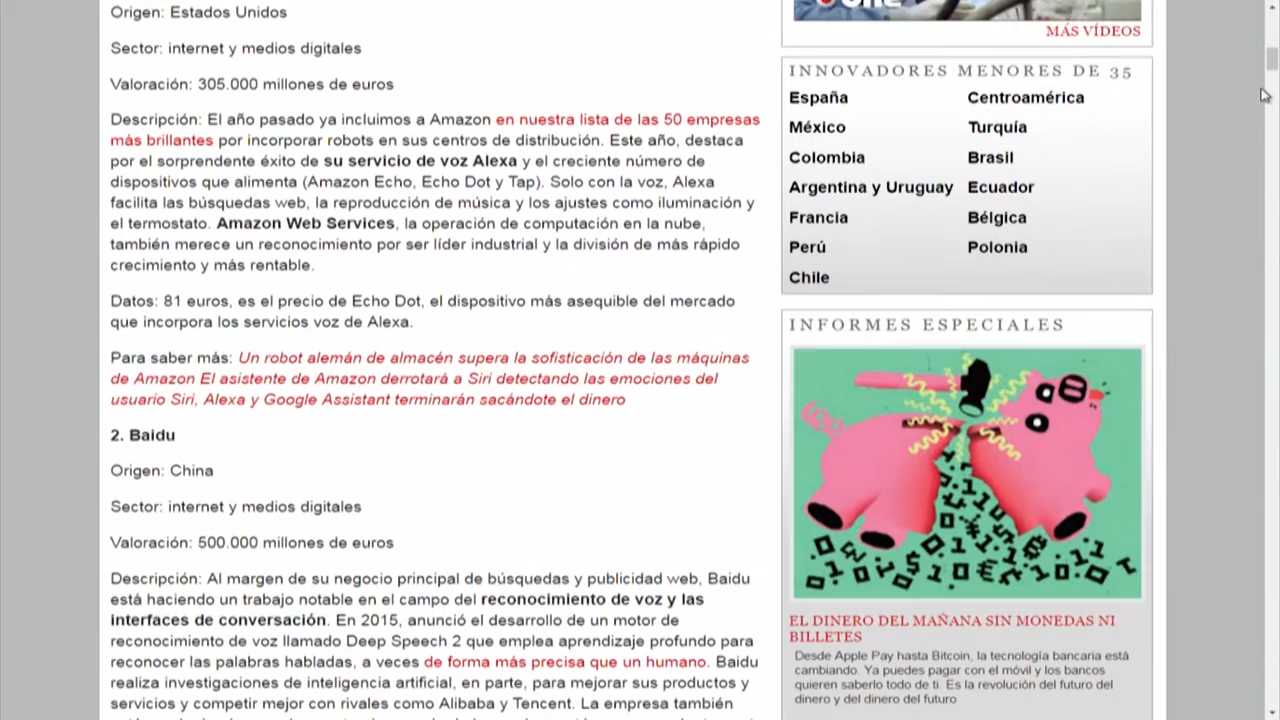 Origen: Estados Unidos
Sector: internet y medios digitales
Valoración: 305.000 millones de euros
Descripción: El año pasado ya incluimos a Amazon en nuestra lista de las 50 empresas
más brillantes por incorporar robots en sus centros de distribución. Este año, destaca
por el sorprendente éxito de su servicio de voz Alexa y el creciente número de
dispositivos que alimenta (Amazon Echo, Echo Dot y Tap). Solo con la voz, Alexa
facilita las búsquedas web, la reproducción de música y los ajustes como iluminación y
el termostato. Amazon Web Services, la operación de computación en la nube,
también merece un reconocimiento por ser líder industrial y la división de más rápido
crecimiento y más rentable.
Datos: 81 euros, es el precio de Echo Dot, el dispositivo más asequible del mercado
que incorpora los servicios voz de Alexa.
Para saber más: Un robot alemán de almacén supera la sofisticación de las máquinas
de Amazon El asistente de Amazon derrotará a Siri detectando las emociones del
usuario Siri, Alexa y Google Assistant terminarán sacándote el dinero
2. Baidu
Origen: China
Sector: internet y medios digitales
Valoración: 500.000 millones de euros
Descripción: Al margen de su negocio principal de búsquedas y publicidad web, Baidu
está haciendo un trabajo notable en el campo del reconocimiento de voz y las
interfaces de conversación. En 2015, anunció el desarrollo de un motor de
reconocimiento de voz llamado Deep Speech 2 que emplea aprendizaje profundo para
reconocer las palabras habladas, a veces de forma más precisa que un humano. Baidu
realiza investigaciones de inteligencia artificial, en parte, para mejorar sus productos y
servicios y competir mejor con rivales como Alibaba y Tencent. La empresa también
MÁS VÍDEOS
INNOVADORES MENORES DE 35
España Centroamérica
México Turquía
Colombia Brasil
Argentina y Uruguay Ecuador
Francia Bélgica
Perú Polonia
Chile
INFORMES ESPECIALES
EL DINERO DEL MAÑANA SIN MONEDAS NI
BILLETES
Desde Apple Pay hasta Bitcoin, la tecnología bancaria está
cambiando. Ya puedes pagar con el móvil y los bancos
quieren saberlo todo de ti. Es la revolución del futuro del
dinero y del dinero del futuro